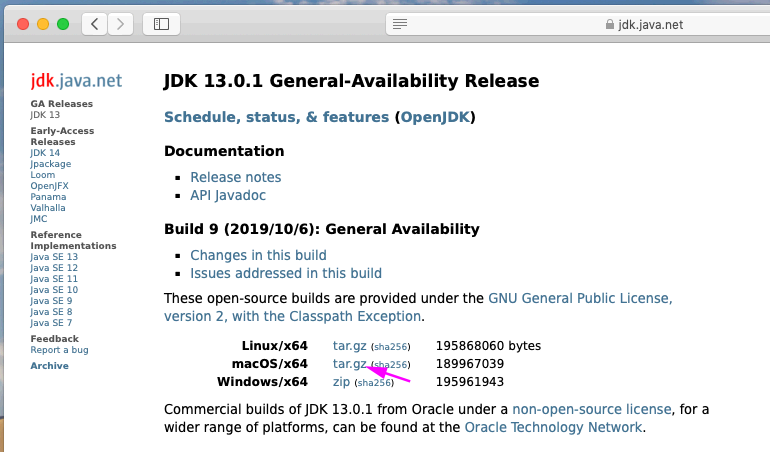 jdk.java.net
jdk.java.net
GA Releases
JDK 13
Early-Access
Releases
JDK 14
Jpackage
Loom
OpenJFX
Panama
Valhalla
JMC
Reference
Implementations
Java SE 13
Java SE 12
Java SE 11
Java SE 10
Java SE 9
Java SE 8
Java SE 7
Feedback
Report a bug
Archive
JDK 13.0.1 General-Availability Release
Schedule, status, & features (OpenJDK)
Documentation
Release notes
API Javadoc
Build 9 (2019/10/6): General Availability
Changes in this build
Issues addressed in this build
These open-source builds are provided under the GNU General Public License,
version 2, with the Classpath Exception.
Linux/x64 tar.gz (sha256) 195868060 bytes
macOS/x64 tar.gz (sha256) 189967039
Windows/x64 zip (sha256) 195961943
Commercial builds of JDK 13.0.1 from Oracle under a non-open-source license, for a
wider range of platforms, can be found at the Oracle Technology Network.